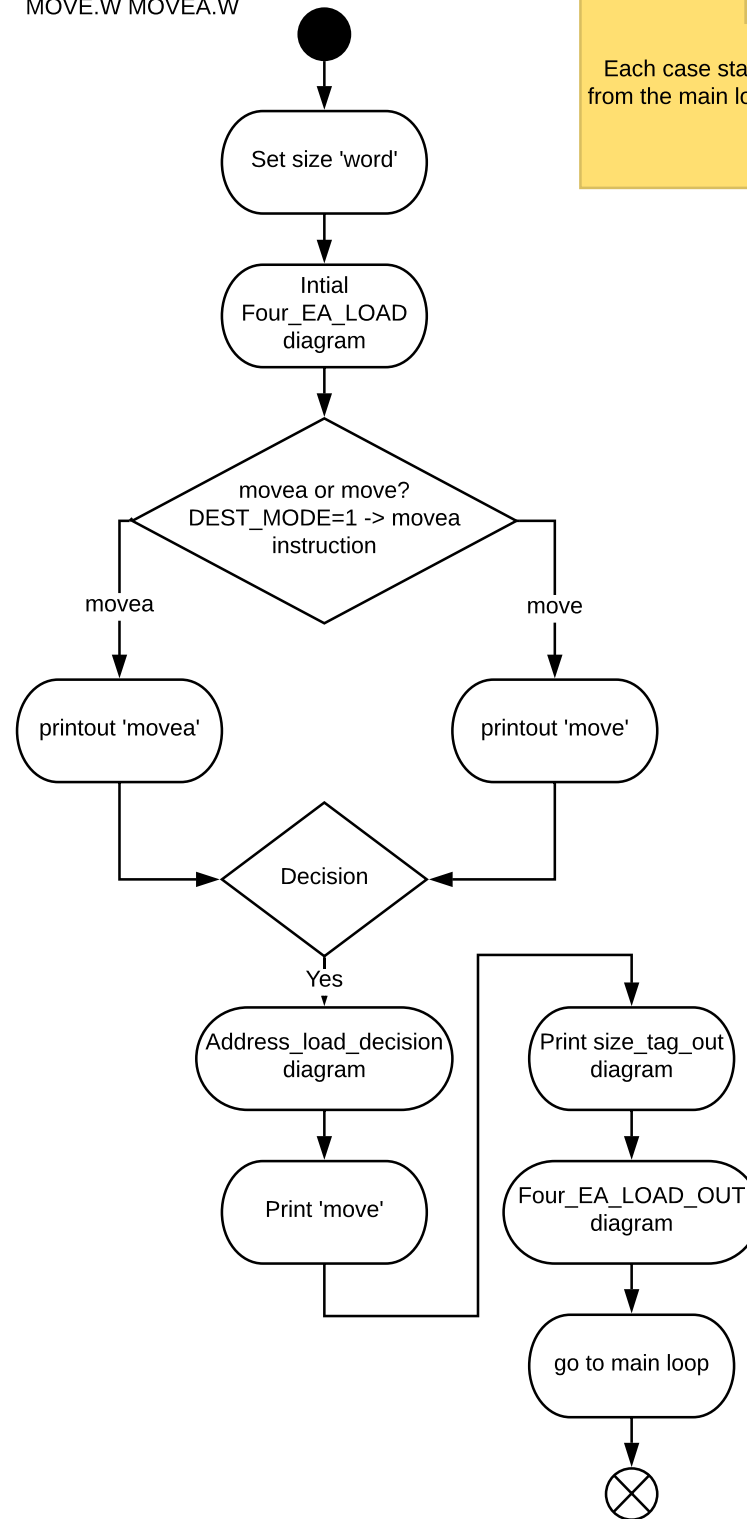 MOVE.W MOVEA.W
Each case
from the main
Set size 'word'
Intial
Four_EA_LOAD
diagram
movea or move?
DEST_MODE=1 -> movea
instruction
movea
move
printout 'movea'
printout 'move'
Decision
Yes
Address_load_decision
diagram
Print 'move'
Print size_tag_out
diagram
Four_EA_LOAD_OUT
diagram
go to main loop